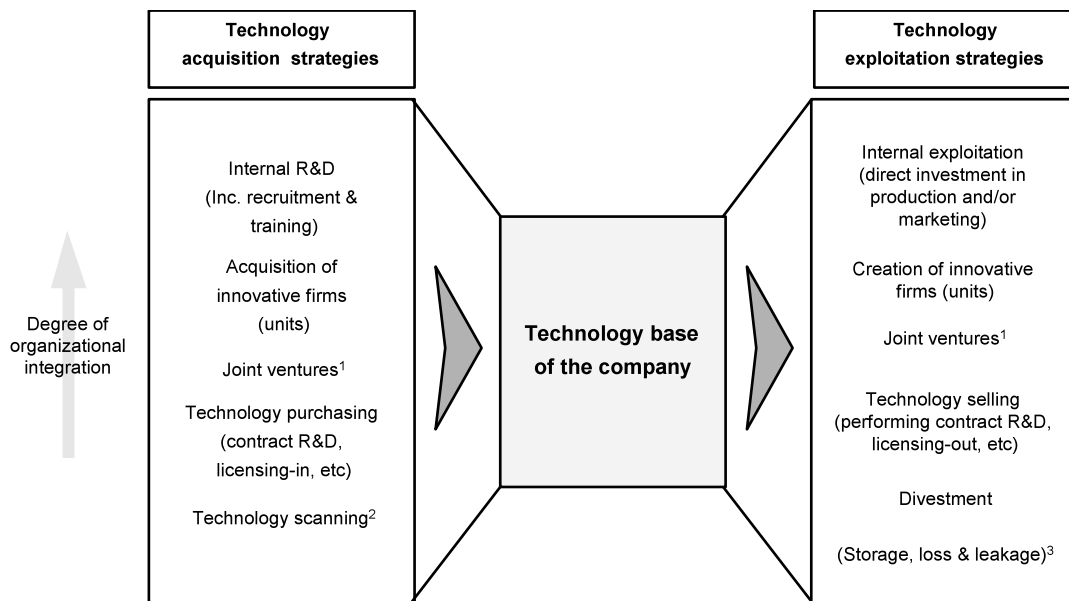 Technology
acquisition strategies
Technology
exploitation strategies
Internal R&D
(Inc. recruitment &
training)
Acquisition of
innovative firms
(units)
Joint ventures¹
Technology purchasing
(contract R&D,
licensing-in, etc)
Technology scanning²
Degree of
organizational
integration
Technology base
of the company
Internal exploitation
(direct investment in
production and/or
marketing)
Creation of innovative
firms (units)
Joint ventures¹
Technology selling
(performing contract R&D,
licensing-out, etc)
Divestment
(Storage, loss & leakage)³